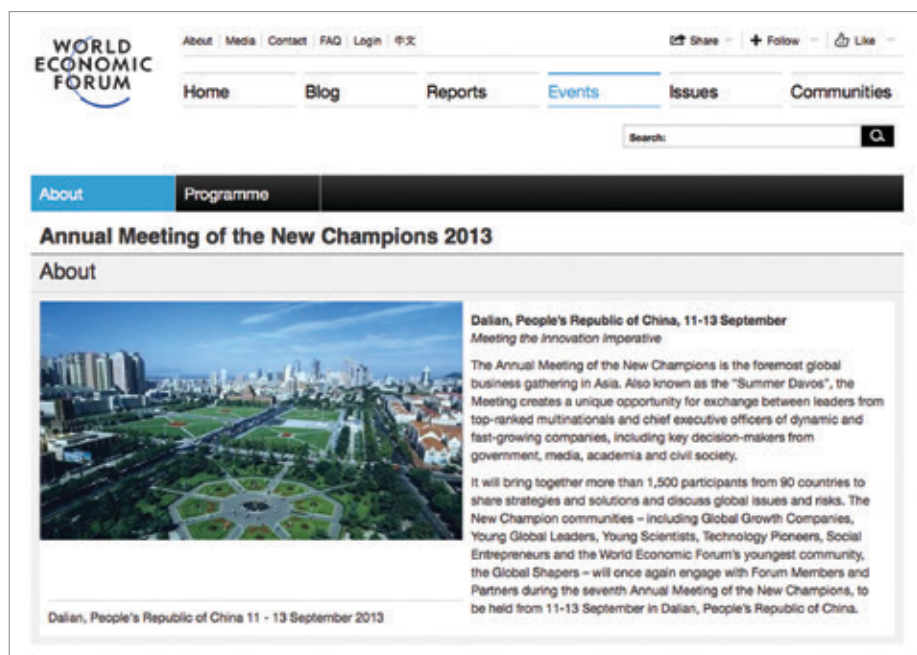 WORLD
ECONOMIC
FORUM
About | Media | Contact | FAQ | Login | 中文
Share
Follow
Like
Home
Blog
Reports
Events
Issues
Communities
Search:
About
Programme
Annual Meeting of the New Champions 2013
About
Dalian, People's Republic of China, 11-13 September
Meeting the Innovation Imperative
The Annual Meeting of the New Champions is the foremost global
business gathering in Asia. Also known as the "Summer Davos", the
Meeting creates a unique opportunity for exchange between leaders from
top-ranked multinationals and chief executive officers of dynamic and
fast-growing companies, including key decision-makers from
government, media, academia and civil society.
It will bring together more than 1,500 participants from 90 countries to
share strategies and solutions and discuss global issues and risks. The
New Champion communities – including Global Growth Companies,
Young Global Leaders, Young Scientists, Technology Pioneers, Social
Entrepreneurs and the World Economic Forum's youngest community,
the Global Shapers – will once again engage with Forum Members and
Partners during the seventh Annual Meeting of the New Champions, to
be held from 11-13 September in Dalian, People's Republic of China.
Dalian, People's Republic of China 11 - 13 September 2013